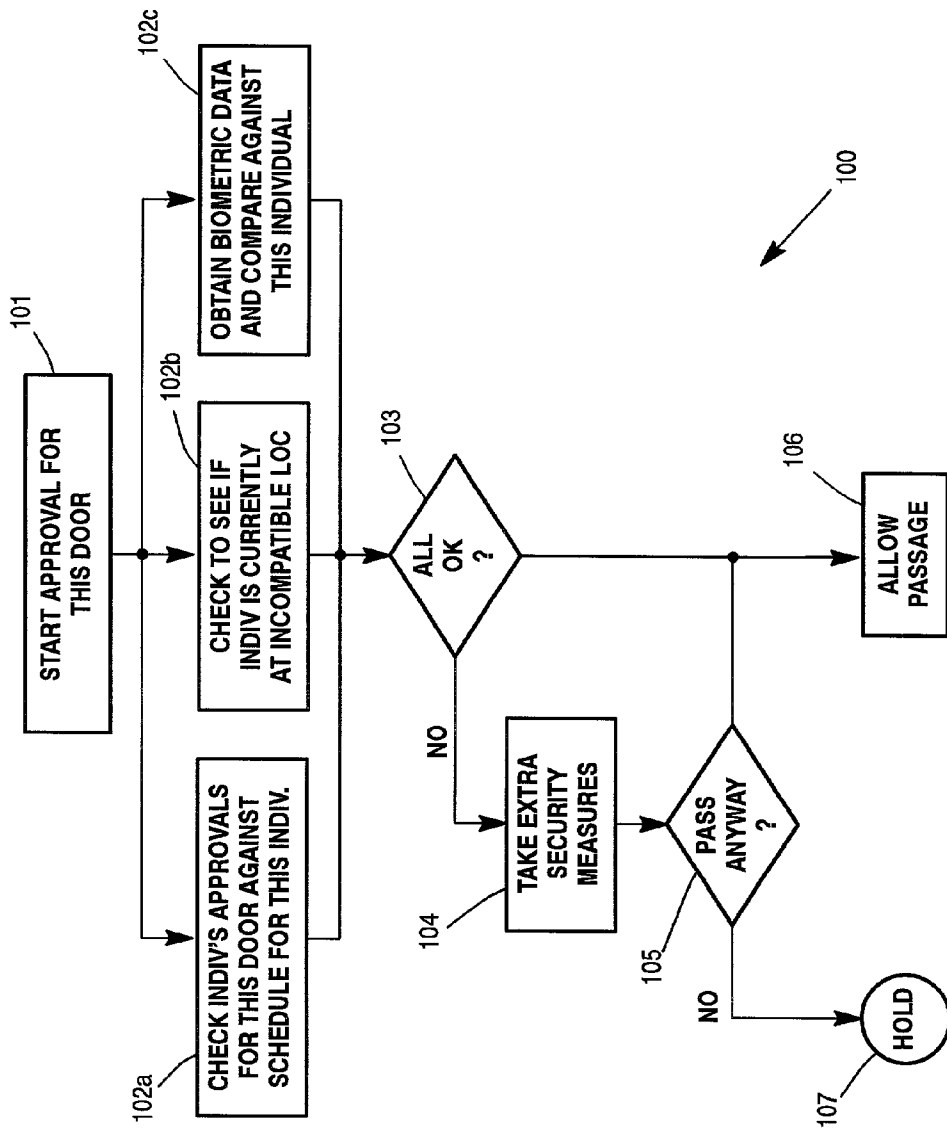 101
START APPROVAL FOR
THIS DOOR
102a
CHECK INDIV'S APPROVALS
FOR THIS DOOR AGAINST
SCHEDULE FOR THIS INDIV.
102b
CHECK TO SEE IF
INDIV IS CURRENTLY
AT INCOMPATIBLE LOC
102c
OBTAIN BIOMETRIC DATA
AND COMPARE AGAINST
THIS INDIVIDUAL
103
ALL
OK
?
NO
104
TAKE EXTRA
SECURITY
MEASURES
105
PASS
ANYWAY
?
NO
107
HOLD
106
ALLOW
PASSAGE
100